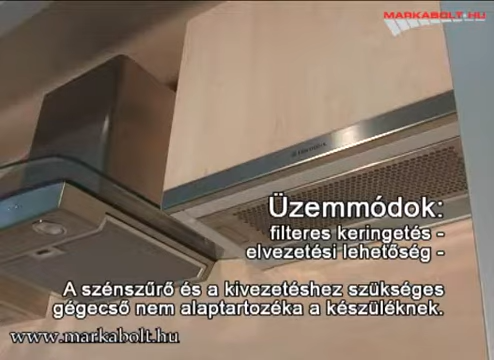 MARKABOLT.HU
Üzemmódok:
filteres keringetés -
elvezetési lehetőség -
A szénszűrő és a kivezetéshez szükséges
gégecső nem alaptartozéka a készüléknek.
www.markabolt.hu